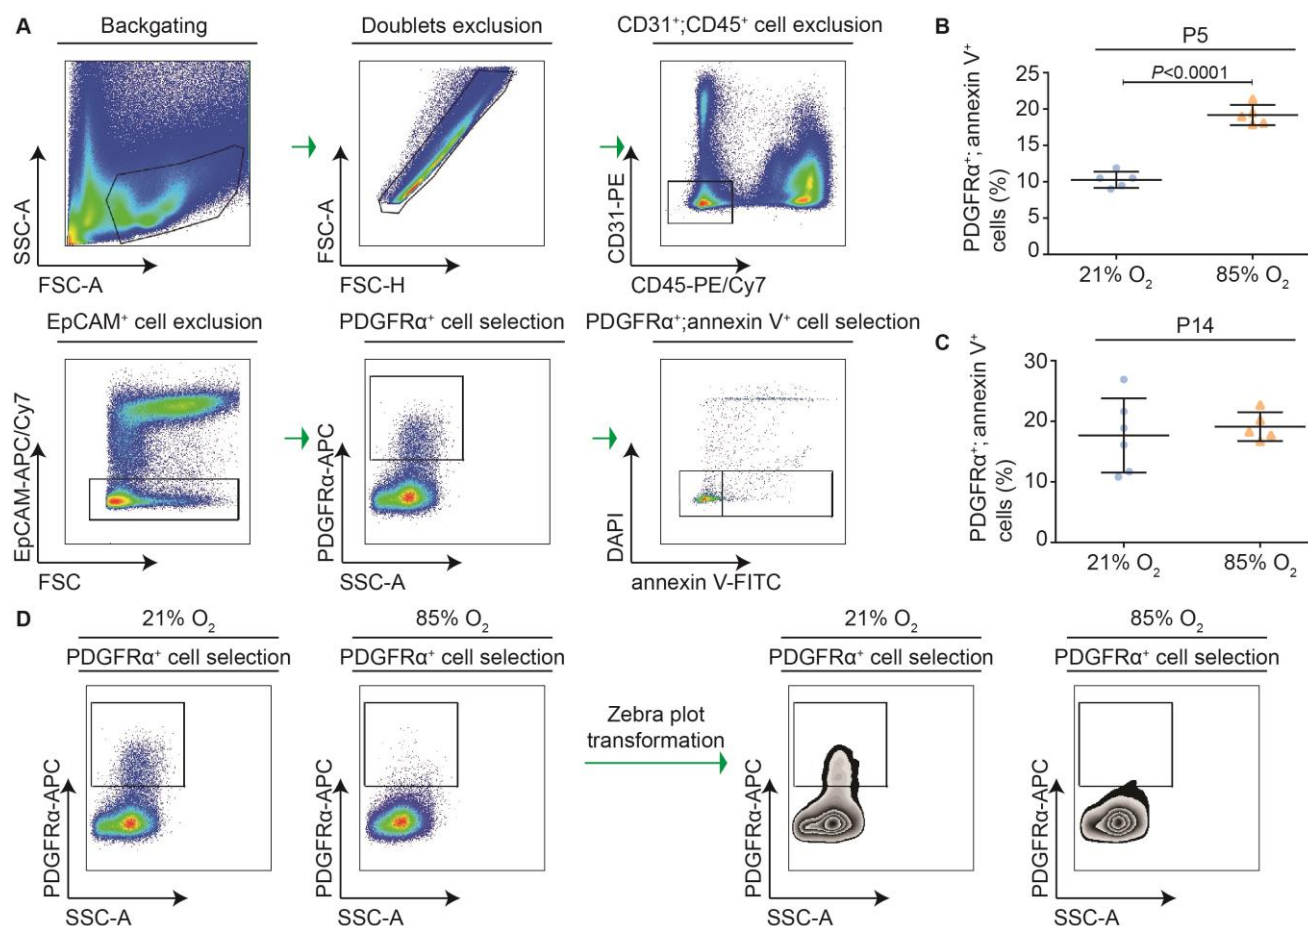 A
Backgating
Doublets exclusion
CD31⁺;CD45⁺ cell exclusion
SSC-A
FSC-A
FSC-A
FSC-H
CD31-PE
CD45-PE/Cy7
EpCAM⁺ cell exclusion
PDGFRα⁺ cell selection
PDGFRα⁺;annexin V⁺ cell selection
EpCAM-APC/Cy7
FSC
PDGFRα-APC
SSC-A
DAPI
annexin V-FITC
B
P5
P<0.0001
PDGFRα⁺; annexin V⁺
cells (%)
25
20
15
10
5
0
21% O₂
85% O₂
C
P14
PDGFRα⁺; annexin V⁺
cells (%)
30
20
10
0
21% O₂
85% O₂
D
21% O₂
PDGFRα⁺ cell selection
PDGFRα-APC
SSC-A
85% O₂
PDGFRα⁺ cell selection
PDGFRα-APC
SSC-A
Zebra plot
transformation
21% O₂
PDGFRα⁺ cell selection
PDGFRα-APC
SSC-A
85% O₂
PDGFRα⁺ cell selection
PDGFRα-APC
SSC-A